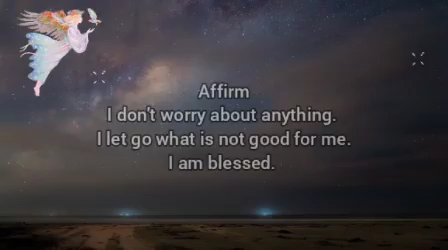 Affirm
I don't worry about anything.
I let go what is not good for me.
I am blessed.